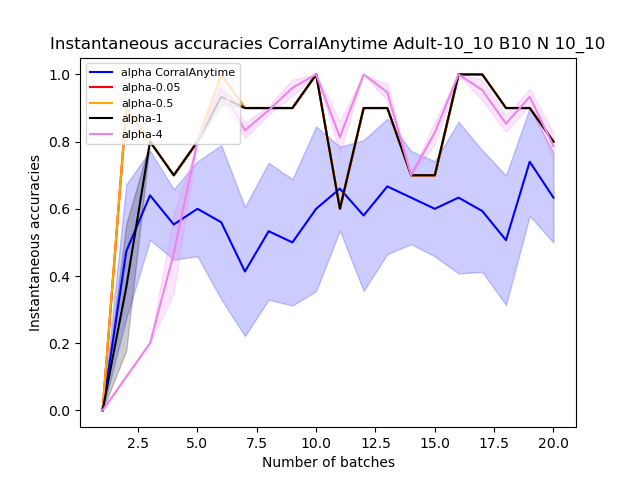 Instantaneous accuracies CorralAnytime Adult-10_10 B10 N 10_10
alpha CorralAnytime
alpha-0.05
alpha-0.5
alpha-1
alpha-4
1.0
0.8
0.6
0.4
0.2
0.0
Instantaneous accuracies
2.5 5.0 7.5 10.0 12.5 15.0 17.5 20.0
Number of batches